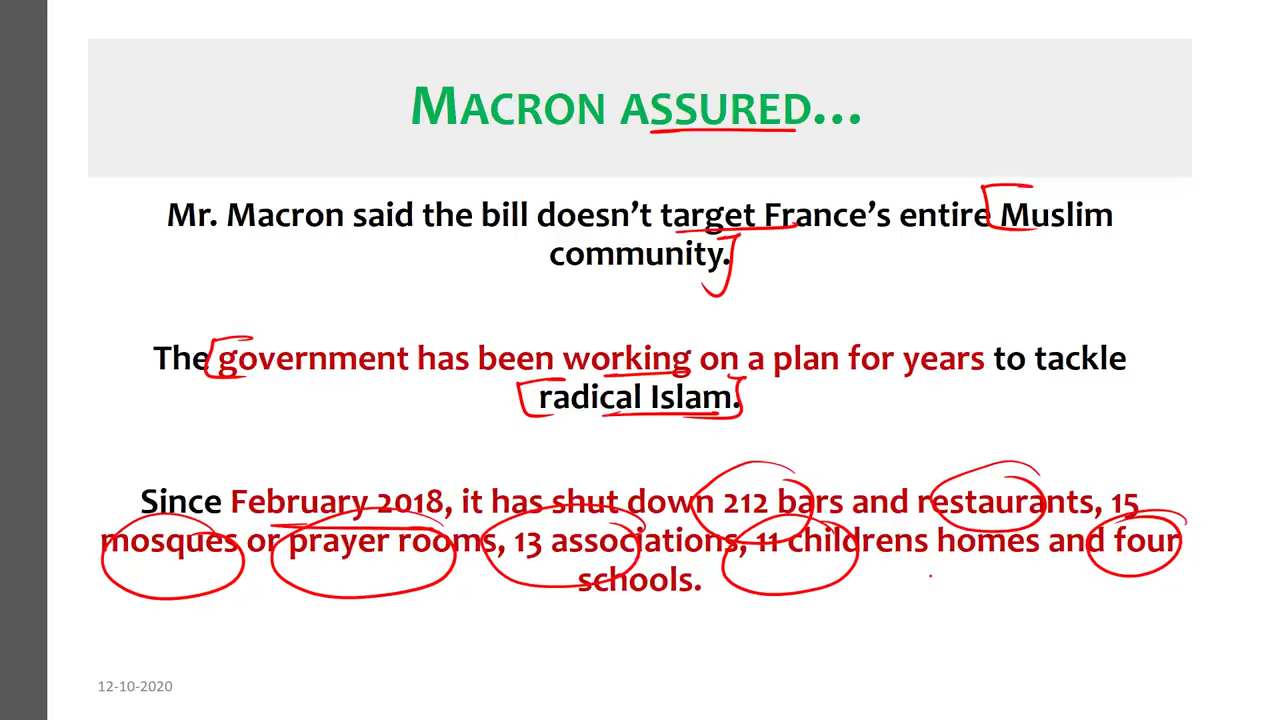 MACRON ASSURED...
Mr. Macron said the bill doesn't target France's entire Muslim
community.
The government has been working on a plan for years to tackle
radical Islam.
Since February 2018, it has shut down 212 bars and restaurants, 15
mosques or prayer rooms, 13 associations, 11 childrens homes and four
schools.
12-10-2020